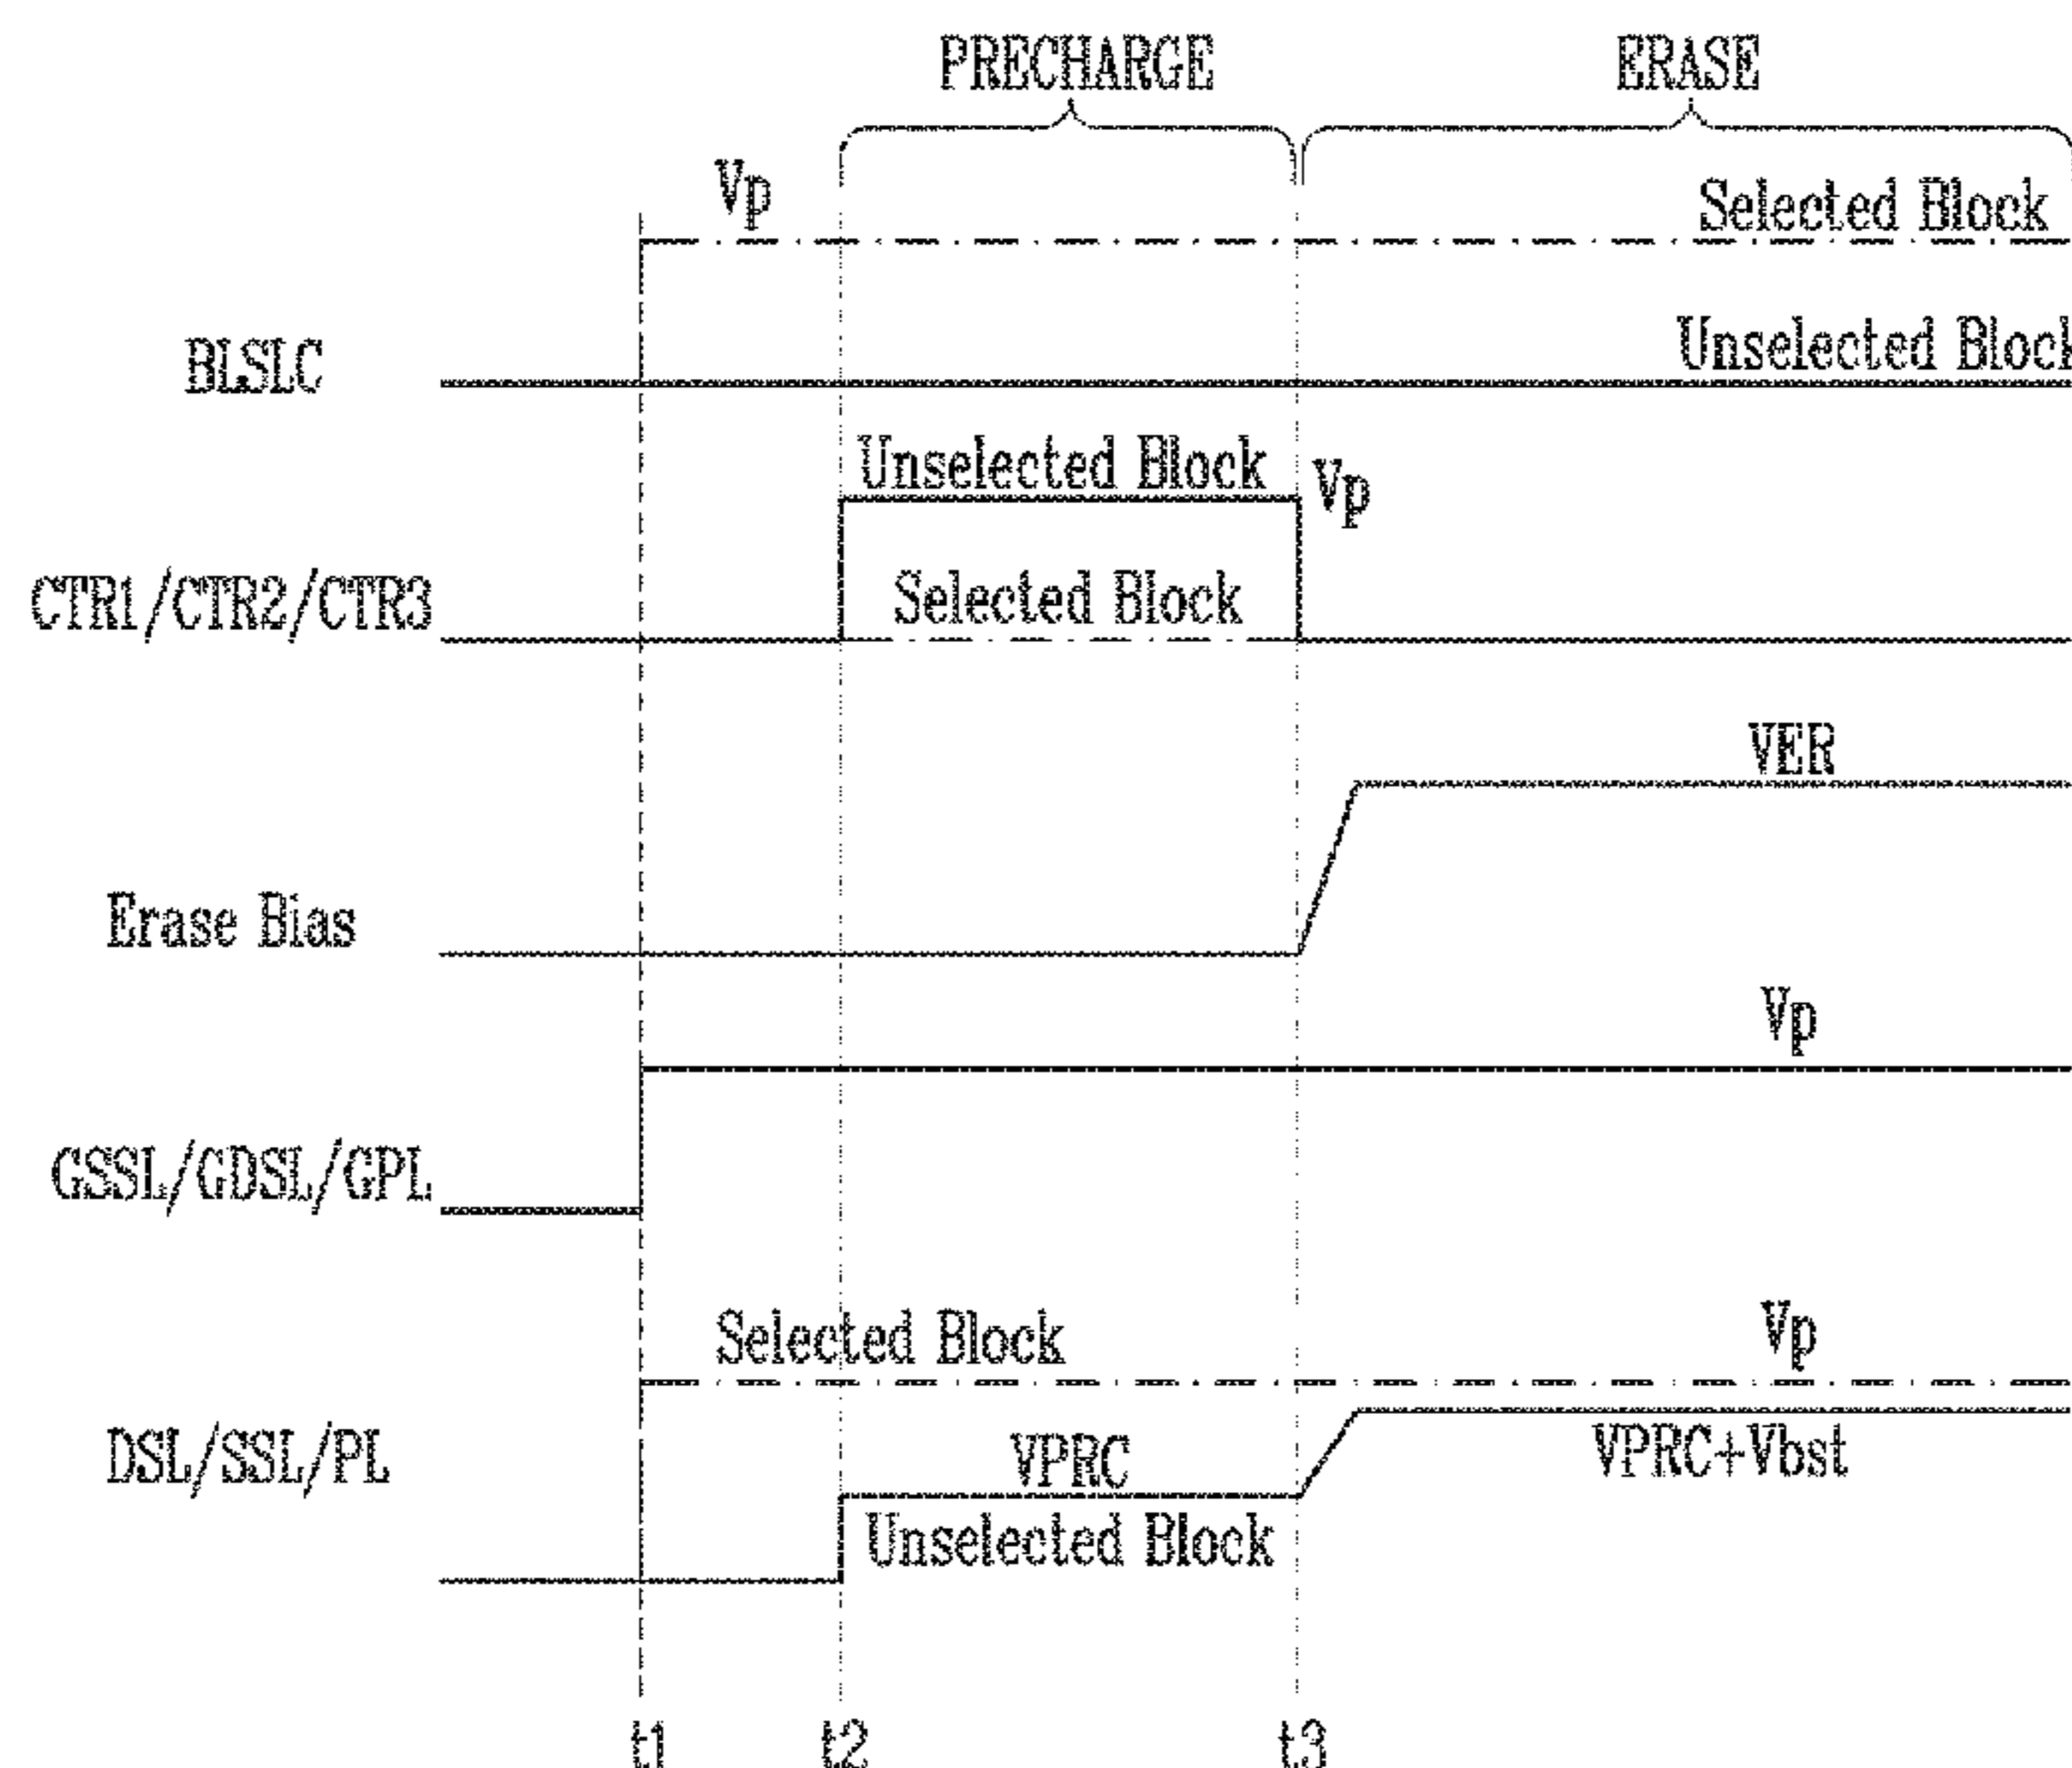 PRECHARGE
ERASE
Vp
Selected Block
BLSLC
Unselected Block
Unselected Block
Vp
CTR1/CTR2/CTR3
Selected Block
VER
Erase Bias
Vp
GSSL/GDSL/GPL
Selected Block
Vp
DSL/SSL/PL
VPRC
VPRC+Vbst
Unselected Block
t1
t2
t3